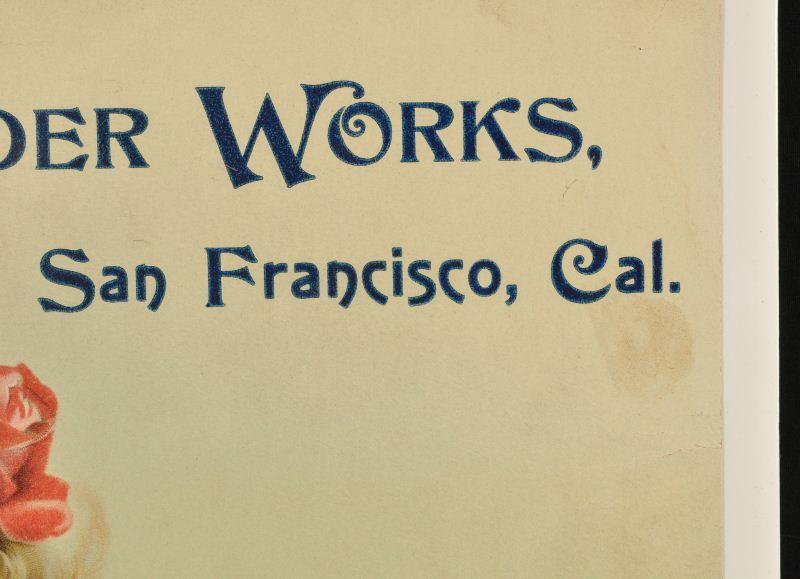 DER WORKS,
San Francisco, Cal.